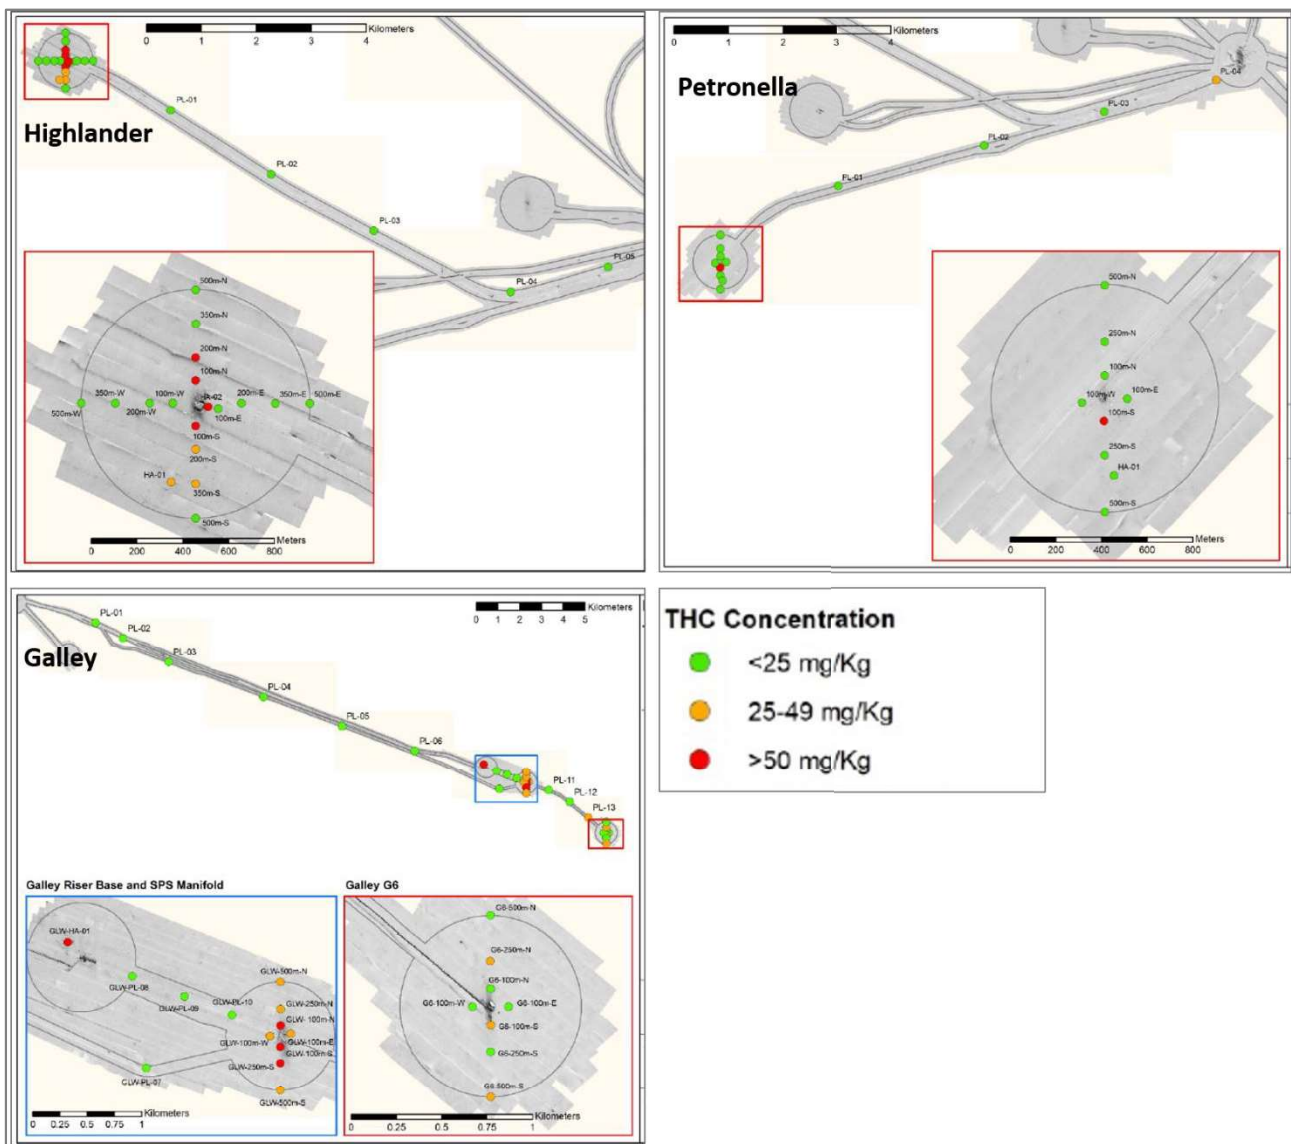 Kilometers
0 1 2 3 4
Highlander
PL-01
PL-02
PL-03
PL-04
PL-05
500m-N
350m-N
200m-N
100m-N
500m-W
350m-W
200m-W
100m-W
HA-02
100m-E
200m-E
350m-E
500m-E
100m-S
200m-S
HA-01
350m-S
500m-S
Meters
0 200 400 600 800
Kilometers
0 1 2 3 4
Petronella
PL-04
PL-03
PL-02
PL-01
500m-N
250m-N
100m-N
100m-W
100m-E
100m-S
250m-S
HA-01
500m-S
Meters
0 200 400 600 800
Kilometers
0 1 2 3 4 5
Galley
PL-01
PL-02
PL-03
PL-04
PL-05
PL-06
PL-11
PL-12
PL-13
Galley Riser Base and SPS Manifold
GLW-HA-01
GLW-PL-08
GLW-PL-09
GLW-PL-10
GLW-500m-N
GLW-250m-N
GLW-100m-N
GLW-100m-W
GLW-100m-E
GLW-100m-S
GLW-250m-S
GLW-PL-07
GLW-500m-S
Kilometers
0 0.25 0.5 0.75 1
Galley G6
G6-500m-N
G6-250m-N
G6-100m-N
G6-100m-W
G6-100m-E
G6-100m-S
G6-250m-S
G6-500m-S
Kilometers
0 0.25 0.5 0.75 1
THC Concentration
<25 mg/Kg
25-49 mg/Kg
>50 mg/Kg